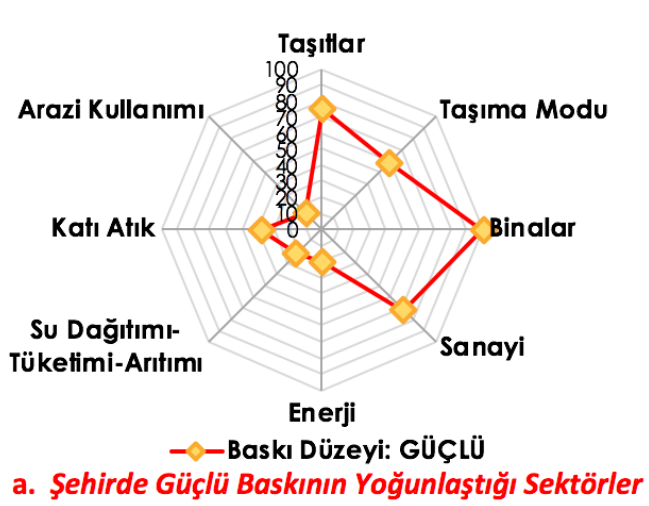 Taşıtlar
100
90
80
70
60
50
40
30
20
10
0
Arazi Kullanımı
Taşıma Modu
Katı Atık
Binalar
Su Dağıtımı-
Tüketimi-Arıtımı
Sanayi
Enerji
Baskı Düzeyi: GÜÇLÜ
a. Şehirde Güçlü Baskının Yoğunlaştığı Sektörler